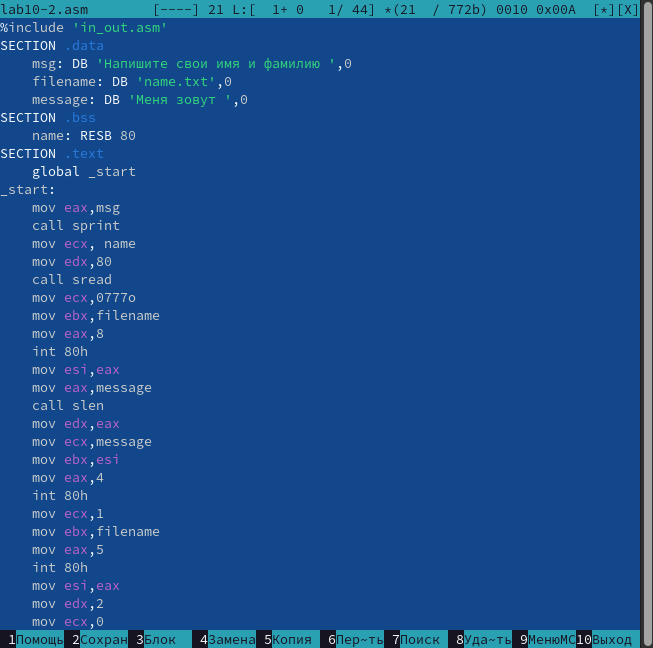 lab10-2.asm [----] 21 L:[ 1+ 0 1/ 44] *(21 / 772b) 0010 0x00A [*][X]
%include 'in_out.asm'
SECTION .data
    msg: DB 'Напишите свои имя и фамилию ',0
    filename: DB 'name.txt',0
    message: DB 'Меня зовут ',0
SECTION .bss
    name: RESB 80
SECTION .text
    global _start
_start:
    mov eax,msg
    call sprint
    mov ecx, name
    mov edx,80
    call sread
    mov ecx,0777o
    mov ebx,filename
    mov eax,8
    int 80h
    mov esi,eax
    mov eax,message
    call slen
    mov edx,eax
    mov ecx,message
    mov ebx,esi
    mov eax,4
    int 80h
    mov ecx,1
    mov ebx,filename
    mov eax,5
    int 80h
    mov esi,eax
    mov edx,2
    mov ecx,0
1Помощь 2Сохран 3Блок 4Замена 5Копия 6Пер~ть 7Поиск 8Уда~ть 9МенюМС 10Выход